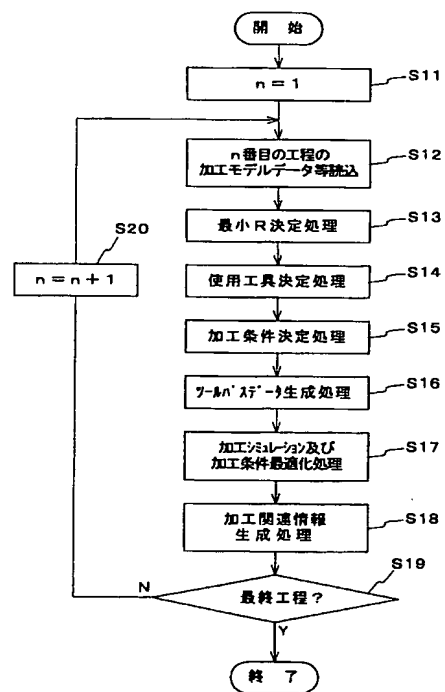 開 始
S11
n = 1
S12
n番目の工程の
加工モデルデータ等読込
S13
最小R決定処理
S20
n = n + 1
S14
使用工具決定処理
S15
加工条件決定処理
S16
ツールパスデータ生成処理
S17
加工シミュレーション及び
加工条件最適化処理
S18
加工関連情報
生成処理
S19
N
最終工程?
Y
終 了